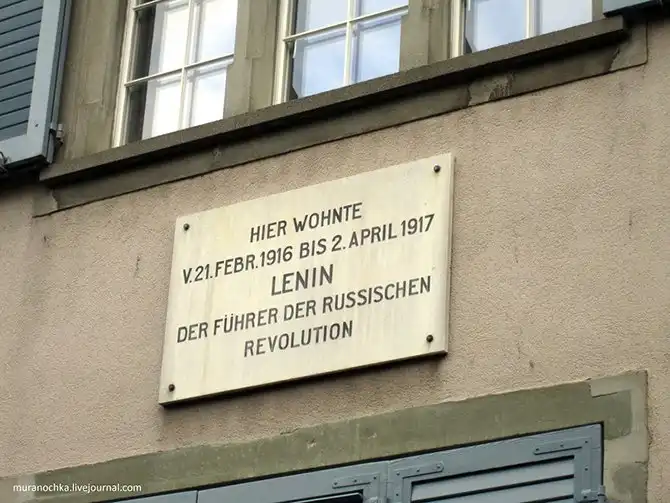 HIER WOHNTE
V. 21. FEBR. 1916 BIS 2. APRIL 1917
LENIN
DER FÜHRER DER RUSSISCHEN
REVOLUTION
muranochka.livejournal.com